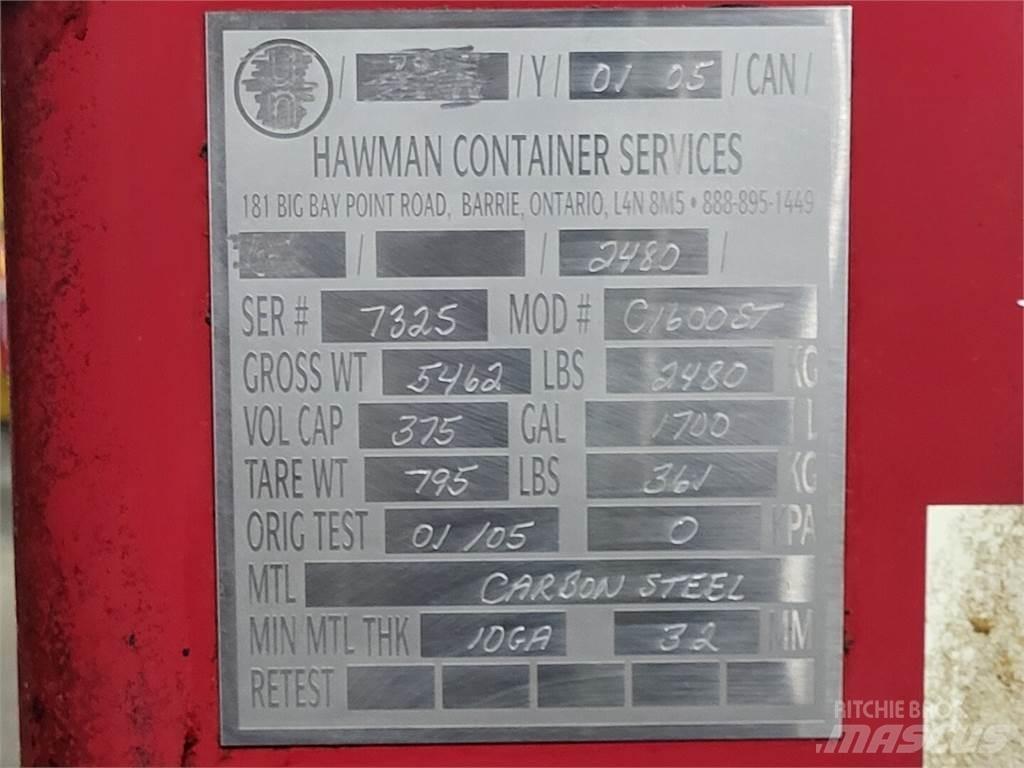 / / Y / 01 05 / CAN /
HAWMAN CONTAINER SERVICES
181 BIG BAY POINT ROAD, BARRIE, ONTARIO, L4N 8M5 • 888-895-1449
/ / 2480 /
SER # 7325 MOD # C1600ST
GROSS WT 5462 LBS 2480 KG
VOL CAP 375 GAL 1700 L
TARE WT 795 LBS 361 KG
ORIG TEST 01/05 0 KPA
MTL CARBON STEEL
MIN MTL THK 10GA 3.2 MM
RETEST
RITCHIE BROS
MASCUS